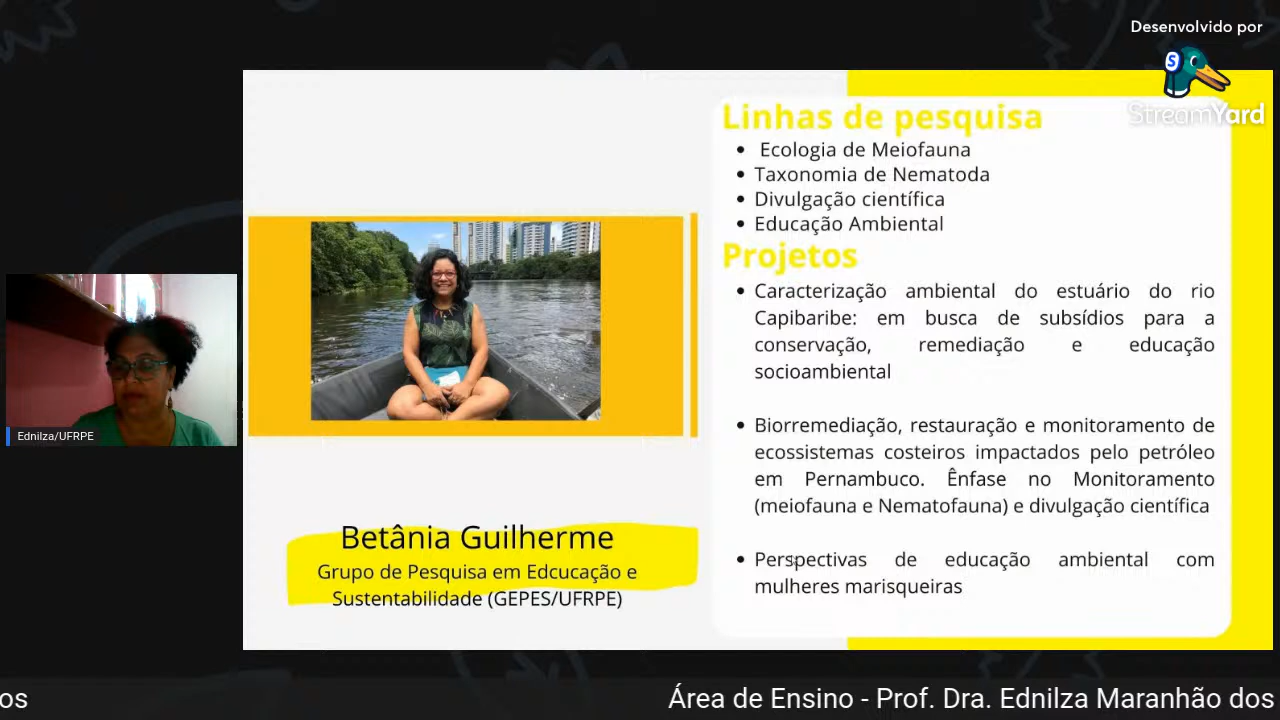 Desenvolvido por
StreamYard
Linhas de pesquisa
• Ecologia de Meiofauna
• Taxonomia de Nematoda
• Divulgação científica
• Educação Ambiental
Projetos
• Caracterização ambiental do estuário do rio
Capibaribe: em busca de subsídios para a
conservação, remediação e educação
socioambiental
• Biorremediação, restauração e monitoramento de
ecossistemas costeiros impactados pelo petróleo
em Pernambuco. Ênfase no Monitoramento
(meiofauna e Nematofauna) e divulgação científica
• Perspectivas de educação ambiental com
mulheres marisqueiras
Betânia Guilherme
Grupo de Pesquisa em Edcucação e
Sustentabilidade (GEPES/UFRPE)
Ednilza/UFRPE
os
Área de Ensino - Prof. Dra. Ednilza Maranhão dos